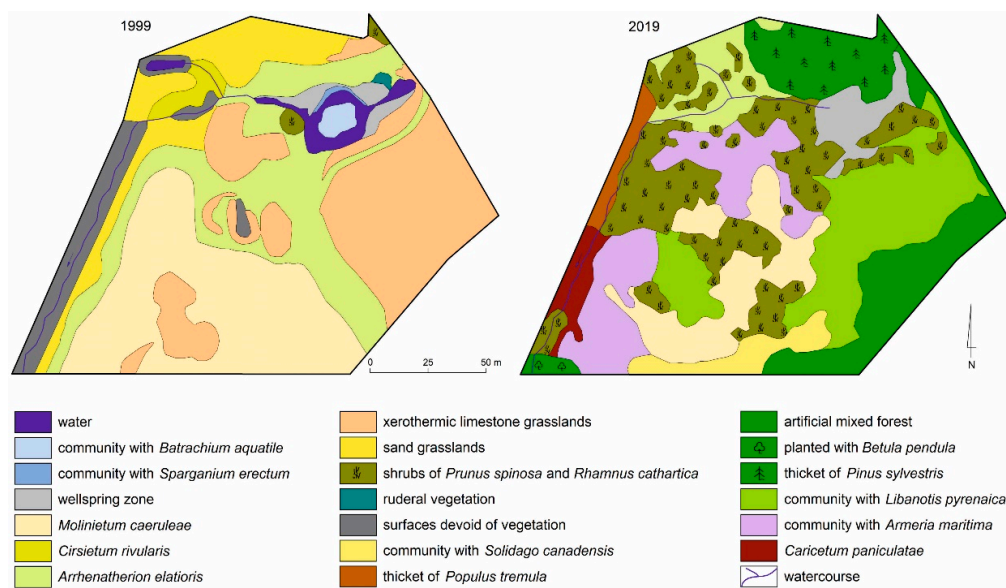 1999
2019
0 25 50 m
N
water
community with Batrachium aquatile
community with Sparganium erectum
wellspring zone
Molinietum caeruleae
Cirsietum rivularis
Arrhenatherion elatioris
xerothermic limestone grasslands
sand grasslands
shrubs of Prunus spinosa and Rhamnus cathartica
ruderal vegetation
surfaces devoid of vegetation
community with Solidago canadensis
thicket of Populus tremula
artificial mixed forest
planted with Betula pendula
thicket of Pinus sylvestris
community with Libanotis pyrenaica
community with Armeria maritima
Caricetum paniculatae
watercourse